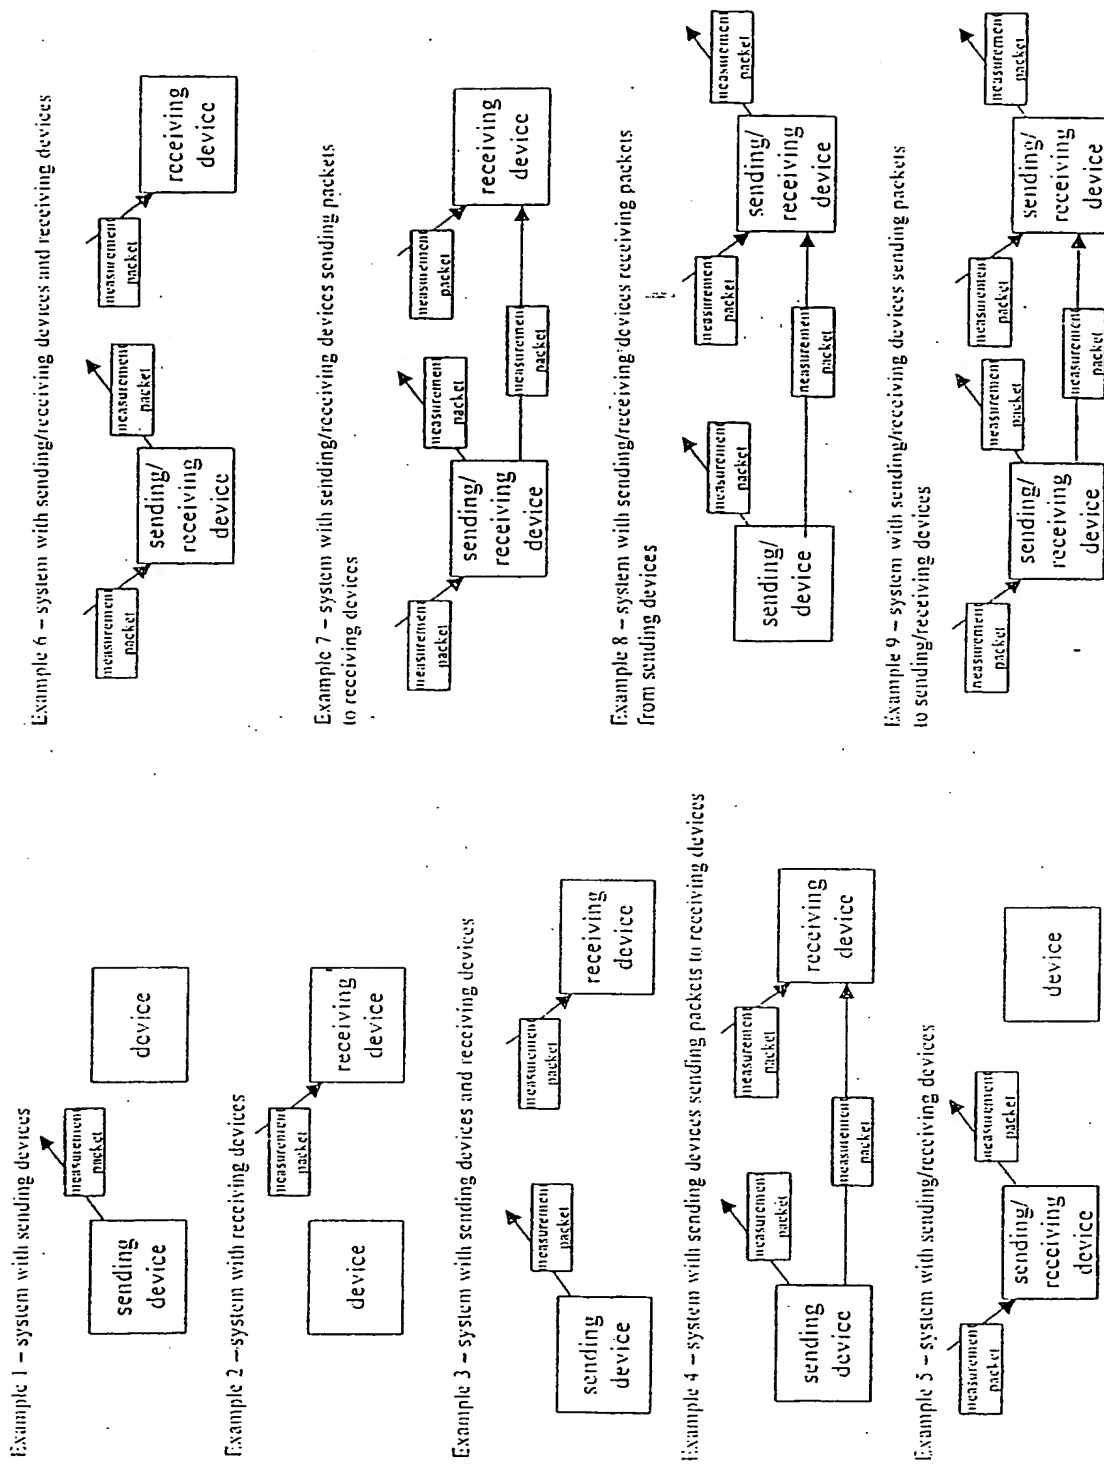 Example 1 – system with sending devices
sending
device
measurement
packet
device
Example 2 –system with receiving devices
device
measurement
packet
receiving
device
Example 3 – system with sending devices and receiving devices
sending
device
measurement
packet
measurement
packet
receiving
device
Example 4 – system with sending devices sending packets to receiving devices
sending
device
measurement
packet
measurement
packet
measurement
packet
receiving
device
Example 5 – system with sending/receiving devices
measurement
packet
sending/
receiving
device
measurement
packet
device
Example 6 – system with sending/receiving devices and receiving devices
measurement
packet
sending/
receiving
device
measurement
packet
measurement
packet
receiving
device
Example 7 – system with sending/receiving devices sending packets
to receiving devices
measurement
packet
sending/
receiving
device
measurement
packet
measurement
packet
measurement
packet
receiving
device
Example 8 – system with sending/receiving devices receiving packets
from sending devices
sending/
device
measurement
packet
measurement
packet
measurement
packet
sending/
receiving
device
measurement
packet
Example 9 – system with sending/receiving devices sending packets
to sending/receiving devices
measurement
packet
sending/
receiving
device
measurement
packet
measurement
packet
measurement
packet
sending/
receiving
device
measurement
packet